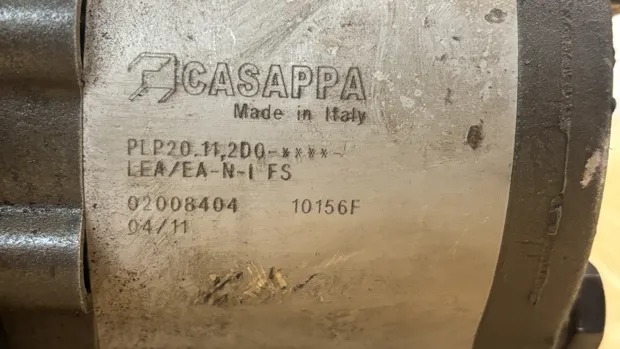 CASAPPA
Made in Italy
PLP20.11,2D0-****-
LEA/EA-N-L FS
02008404 10156F
04/11